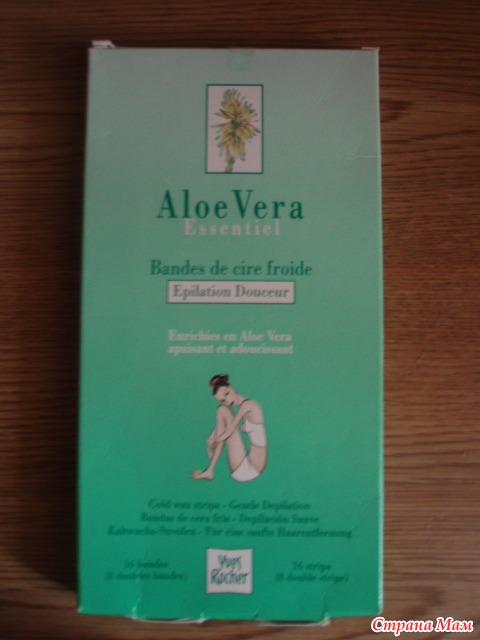 Aloe Vera
Essentiel
Bandes de cire froide
Epilation Douceur
Enrichies en Aloe Vera
apaisant et adoucissant
Cold wax strips - Gentle Depilation
Bandas de cera fría - Depilación Suave
Kaltwachs-Streifen - Für eine sanfte Haarentfernung
16 bandes
(8 doubles bandes)
16 strips
(8 double-strips)
Yves
Rocher
Страна Мам